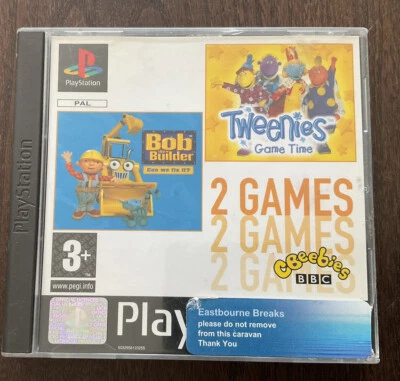 PlayStation
PlayStation
PAL
Tweenies
Game Time
Bob
the
Builder
Can we fix it?
2 GAMES
2 GAMES
2 GAMES
3+
www.pegi.info
CBeebies
BBC
Play
Eastbourne Breaks
please do not remove
from this caravan
Thank You